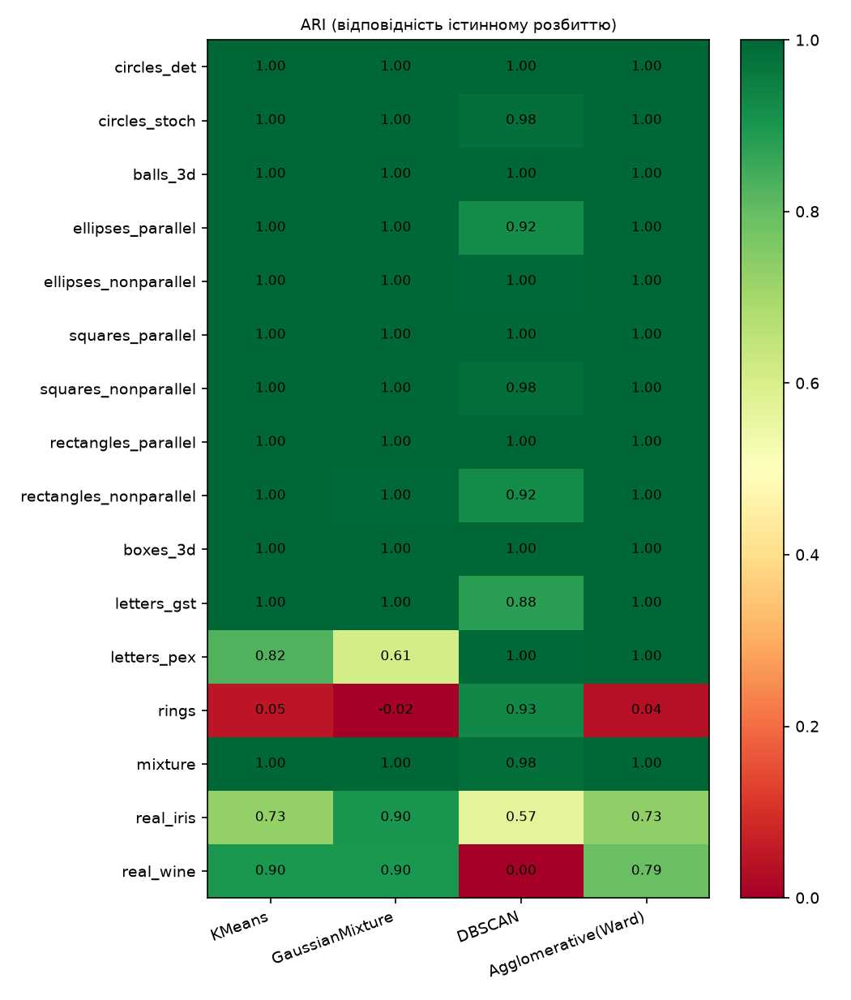 ARI (відповідність істинному розбиттю)
circles_det 1.00 1.00 1.00 1.00
circles_stoch 1.00 1.00 0.98 1.00
balls_3d 1.00 1.00 1.00 1.00
ellipses_parallel 1.00 1.00 0.92 1.00
ellipses_nonparallel 1.00 1.00 1.00 1.00
squares_parallel 1.00 1.00 1.00 1.00
squares_nonparallel 1.00 1.00 0.98 1.00
rectangles_parallel 1.00 1.00 1.00 1.00
rectangles_nonparallel 1.00 1.00 0.92 1.00
boxes_3d 1.00 1.00 1.00 1.00
letters_gst 1.00 1.00 0.88 1.00
letters_pex 0.82 0.61 1.00 1.00
rings 0.05 -0.02 0.93 0.04
mixture 1.00 1.00 0.98 1.00
real_iris 0.73 0.90 0.57 0.73
real_wine 0.90 0.90 0.00 0.79
KMeans GaussianMixture DBSCAN Agglomerative(Ward)
1.0
0.8
0.6
0.4
0.2
0.0